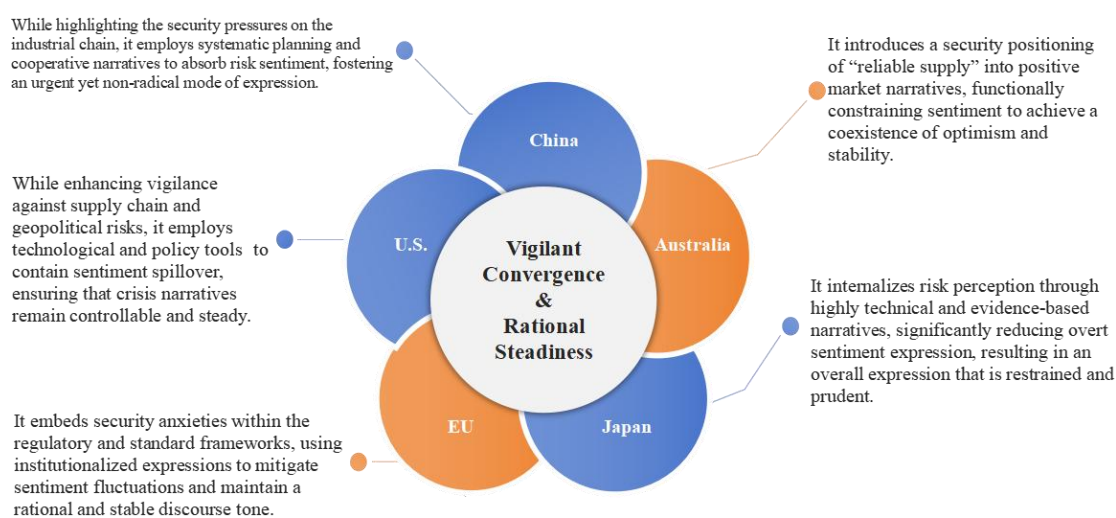 While highlighting the security pressures on the
industrial chain, it employs systematic planning and
cooperative narratives to absorb risk sentiment, fostering
an urgent yet non-radical mode of expression.
It introduces a security positioning
of “reliable supply” into positive
market narratives, functionally
constraining sentiment to achieve a
coexistence of optimism and
stability.
China
While enhancing vigilance
against supply chain and
geopolitical risks, it employs
technological and policy tools to
contain sentiment spillover,
ensuring that crisis narratives
remain controllable and steady.
U.S.
Vigilant
Convergence
&
Rational
Steadiness
Australia
It internalizes risk perception through
highly technical and evidence-based
narratives, significantly reducing overt
sentiment expression, resulting in an
overall expression that is restrained and
prudent.
It embeds security anxieties within the
regulatory and standard frameworks, using
institutionalized expressions to mitigate
sentiment fluctuations and maintain a
rational and stable discourse tone.
EU
Japan